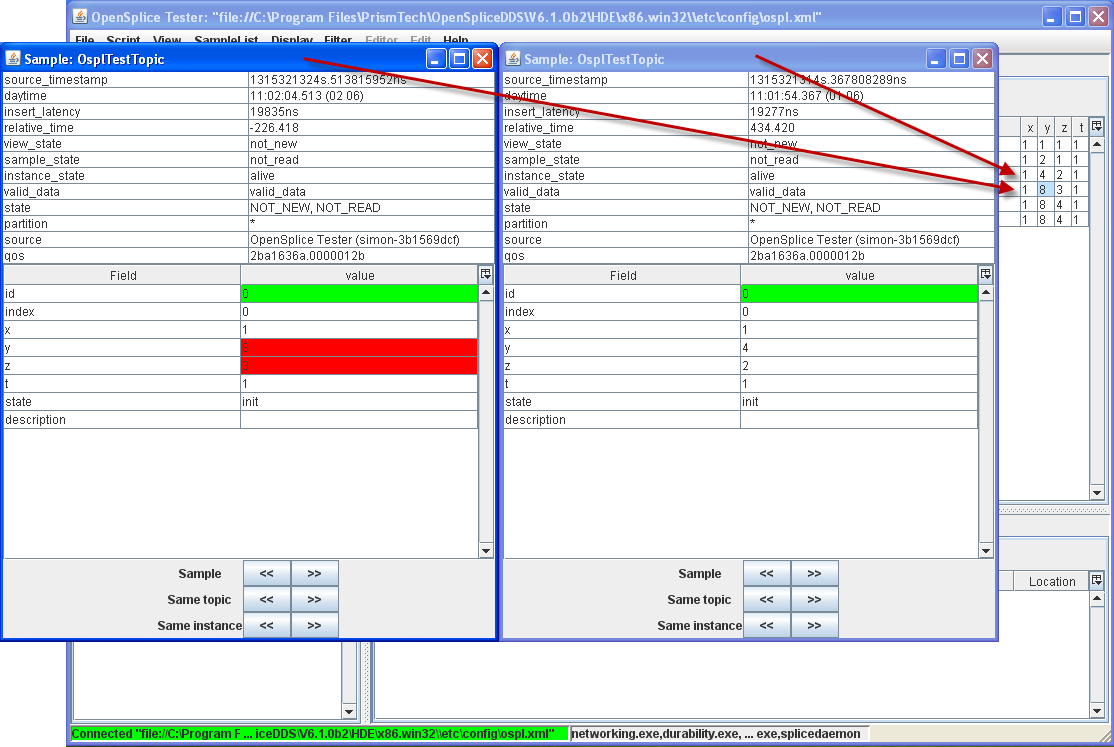 OpenSplice Tester: "file://C:\Program Files\PrismTech\OpenSpliceDDS\V6.1.0b2\HDE\x86.win32\\etc\config\ospl.xml"
File Script View SampleList Display Filter Editor Edit Help
Sample: OsplTestTopic
source_timestamp 1315321324s.513815952ns
daytime 11:02:04.513 (02 06)
insert_latency 19835ns
relative_time -226.418
view_state not_new
sample_state not_read
instance_state alive
valid_data valid_data
state NOT_NEW, NOT_READ
partition *
source OpenSplice Tester (simon-3b1569dcf)
qos 2ba1636a.0000012b
Field value
id 0
index 0
x 1
y
z
t 1
state init
description
Sample << >>
Same topic << >>
Same instance << >>
Sample: OsplTestTopic
source_timestamp 1315321314s.367808289ns
daytime 11:01:54.367 (01 06)
insert_latency 19277ns
relative_time 434.420
view_state not_new
sample_state not_read
instance_state alive
valid_data valid_data
state NOT_NEW, NOT_READ
partition *
source OpenSplice Tester (simon-3b1569dcf)
qos 2ba1636a.0000012b
Field value
id 0
index 0
x 1
y 4
z 2
t 1
state init
description
Sample << >>
Same topic << >>
Same instance << >>
x y z t
1 1 1 1
1 2 1 1
1 4 2 1
1 8 3 1
1 8 4 1
1 8 4 1
Location
Connected "file://C:\Program F ... iceDDS\V6.1.0b2\HDE\x86.win32\\etc\config\ospl.xml"
networking.exe,durability.exe, ... exe,splicedaemon